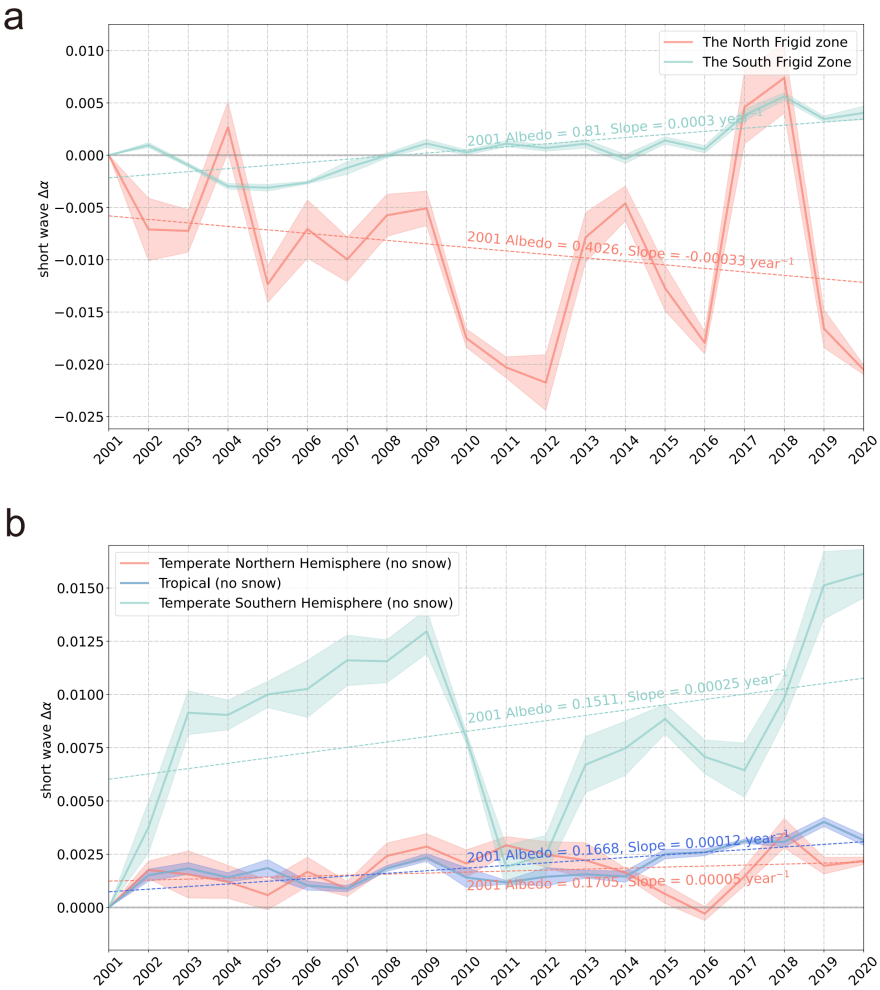 a
0.010
0.005
0.000
−0.005
−0.010
−0.015
−0.020
−0.025
short wave Δα
The North Frigid zone
The South Frigid Zone
2001 Albedo = 0.81, Slope = 0.0003 year⁻¹
2001 Albedo = 0.4026, Slope = -0.00033 year⁻¹
2001 2002 2003 2004 2005 2006 2007 2008 2009 2010 2011 2012 2013 2014 2015 2016 2017 2018 2019 2020
b
0.0150
0.0125
0.0100
0.0075
0.0050
0.0025
0.0000
short wave Δα
Temperate Northern Hemisphere (no snow)
Tropical (no snow)
Temperate Southern Hemisphere (no snow)
2001 Albedo = 0.1511, Slope = 0.00025 year⁻¹
2001 Albedo = 0.1668, Slope = 0.00012 year⁻¹
2001 Albedo = 0.1705, Slope = 0.00005 year⁻¹
2001 2002 2003 2004 2005 2006 2007 2008 2009 2010 2011 2012 2013 2014 2015 2016 2017 2018 2019 2020